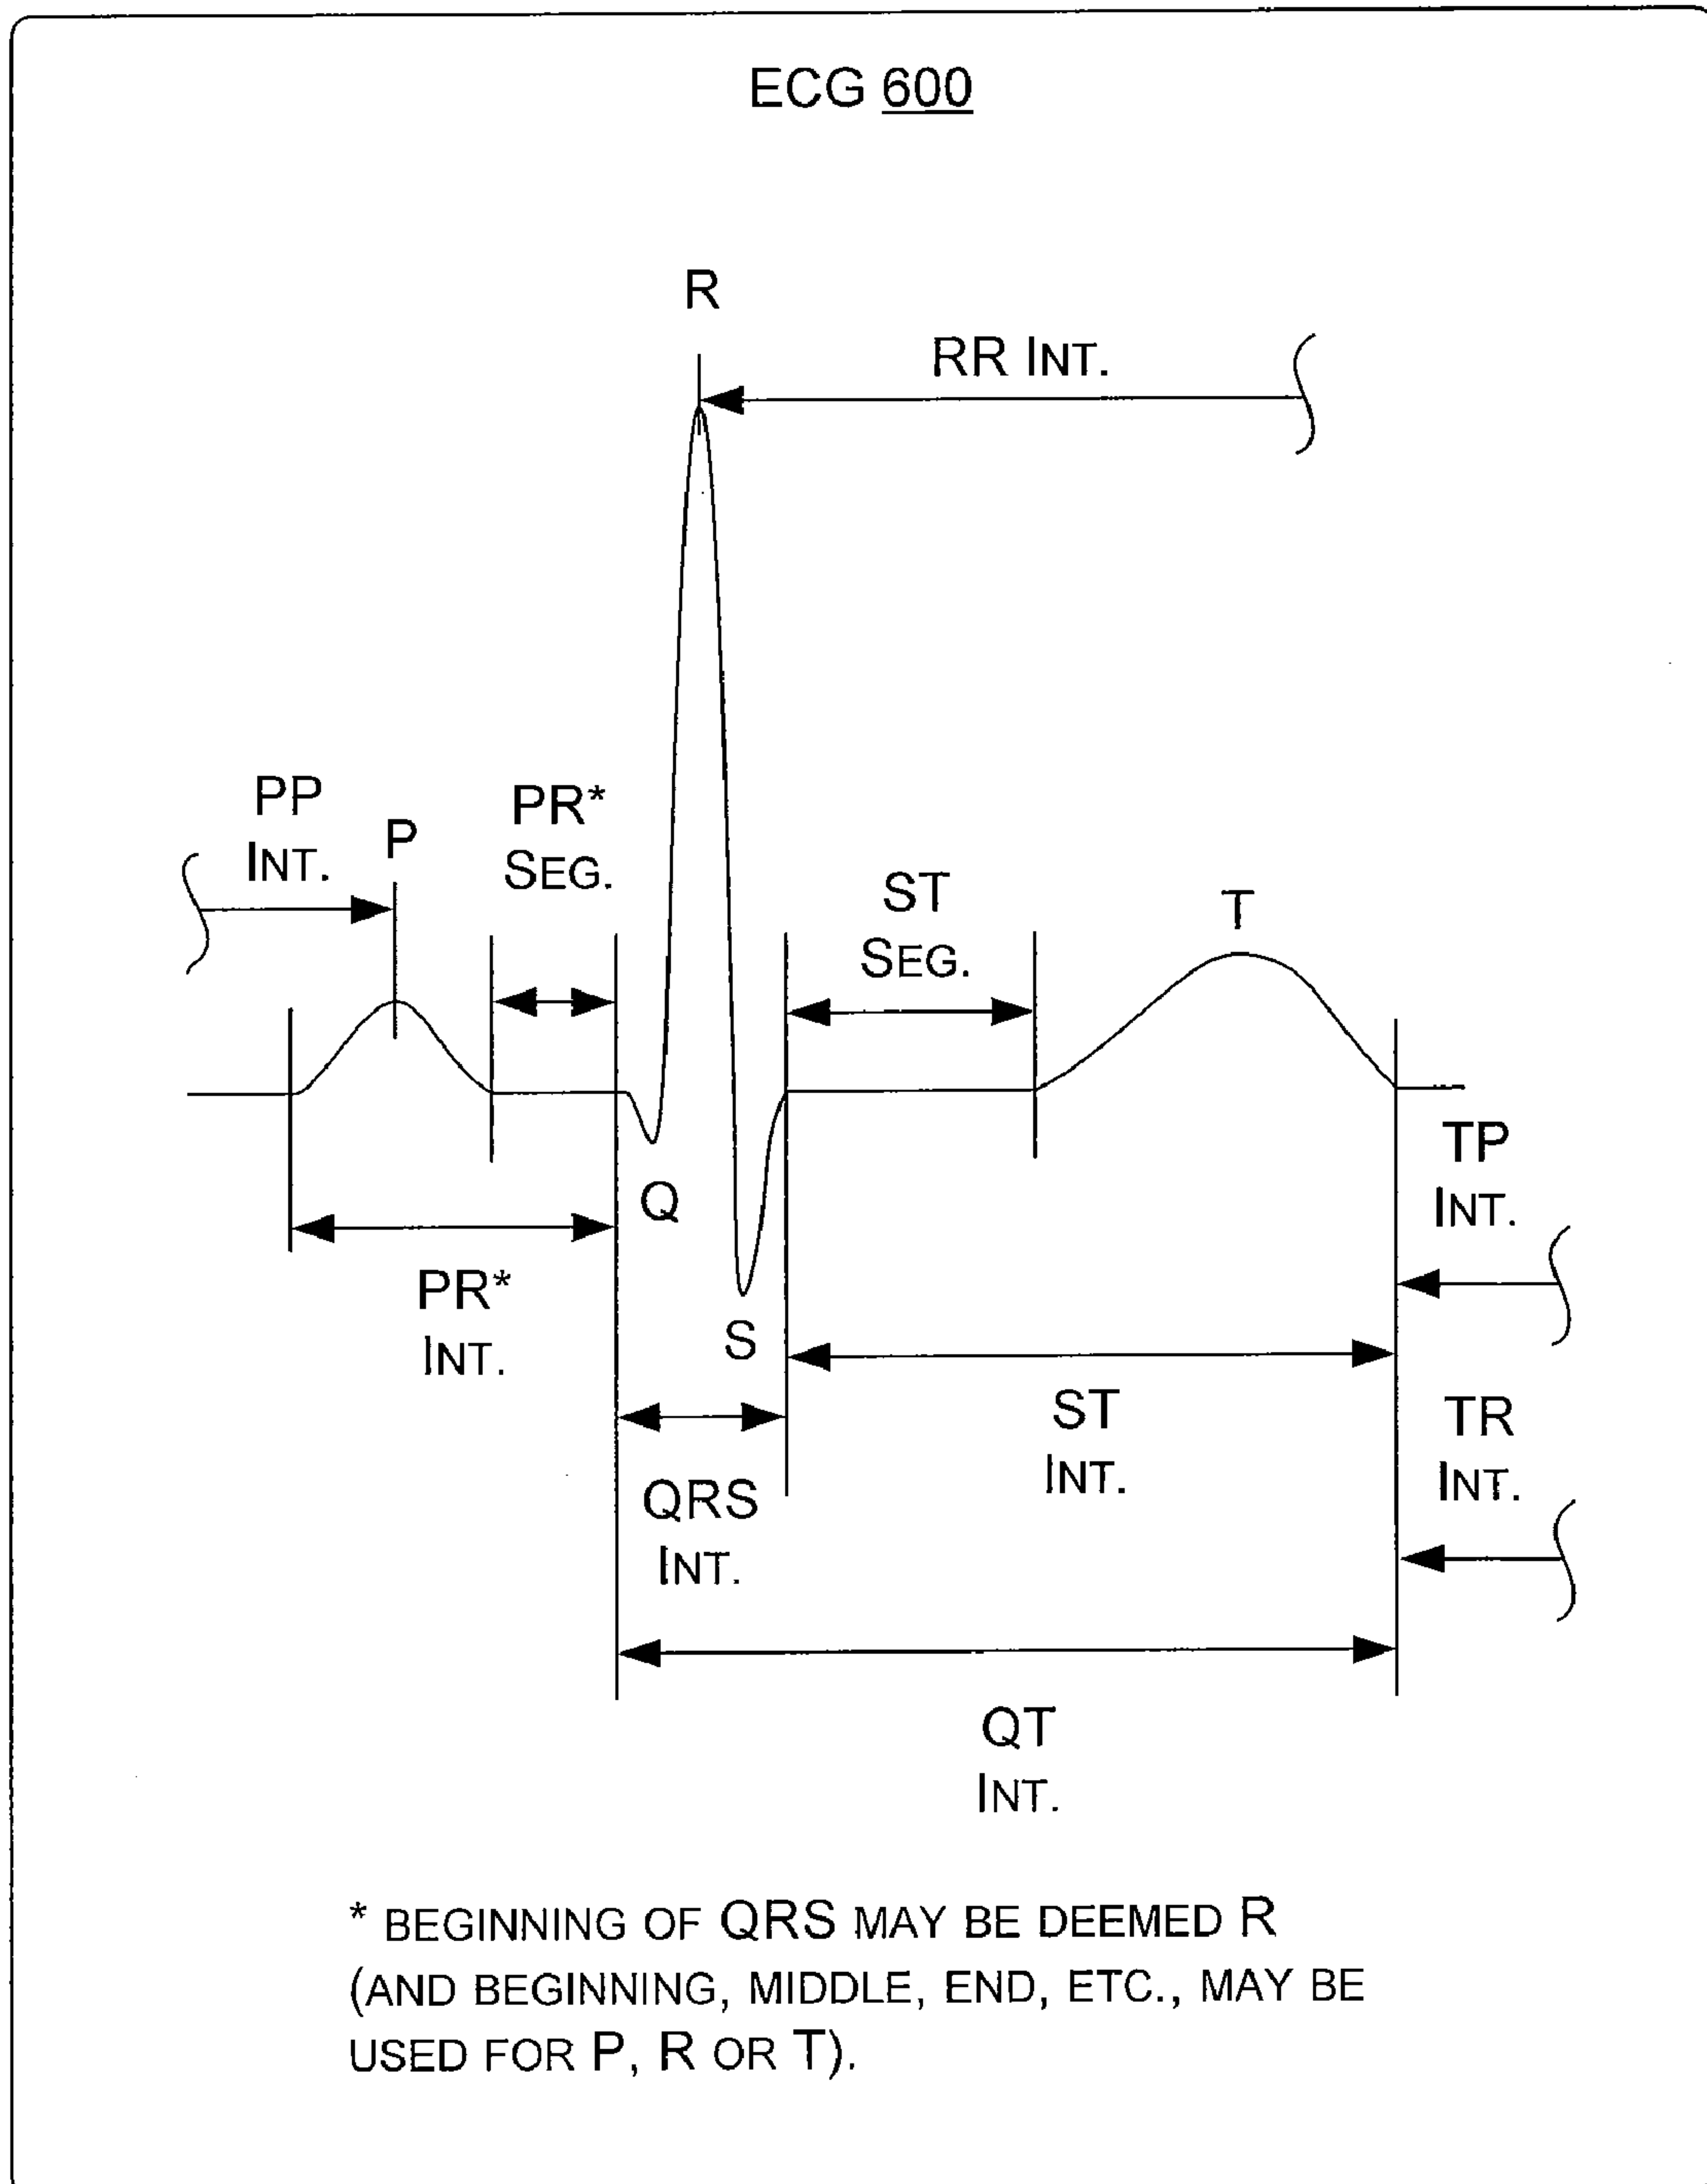 ECG 600
R
RR INT.
PP
INT.
P
PR*
SEG.
ST
SEG.
T
Q
PR*
INT.
S
QRS
INT.
ST
INT.
TP
INT.
TR
INT.
QT
INT.
* BEGINNING OF QRS MAY BE DEEMED R
(AND BEGINNING, MIDDLE, END, ETC., MAY BE
USED FOR P, R OR T).